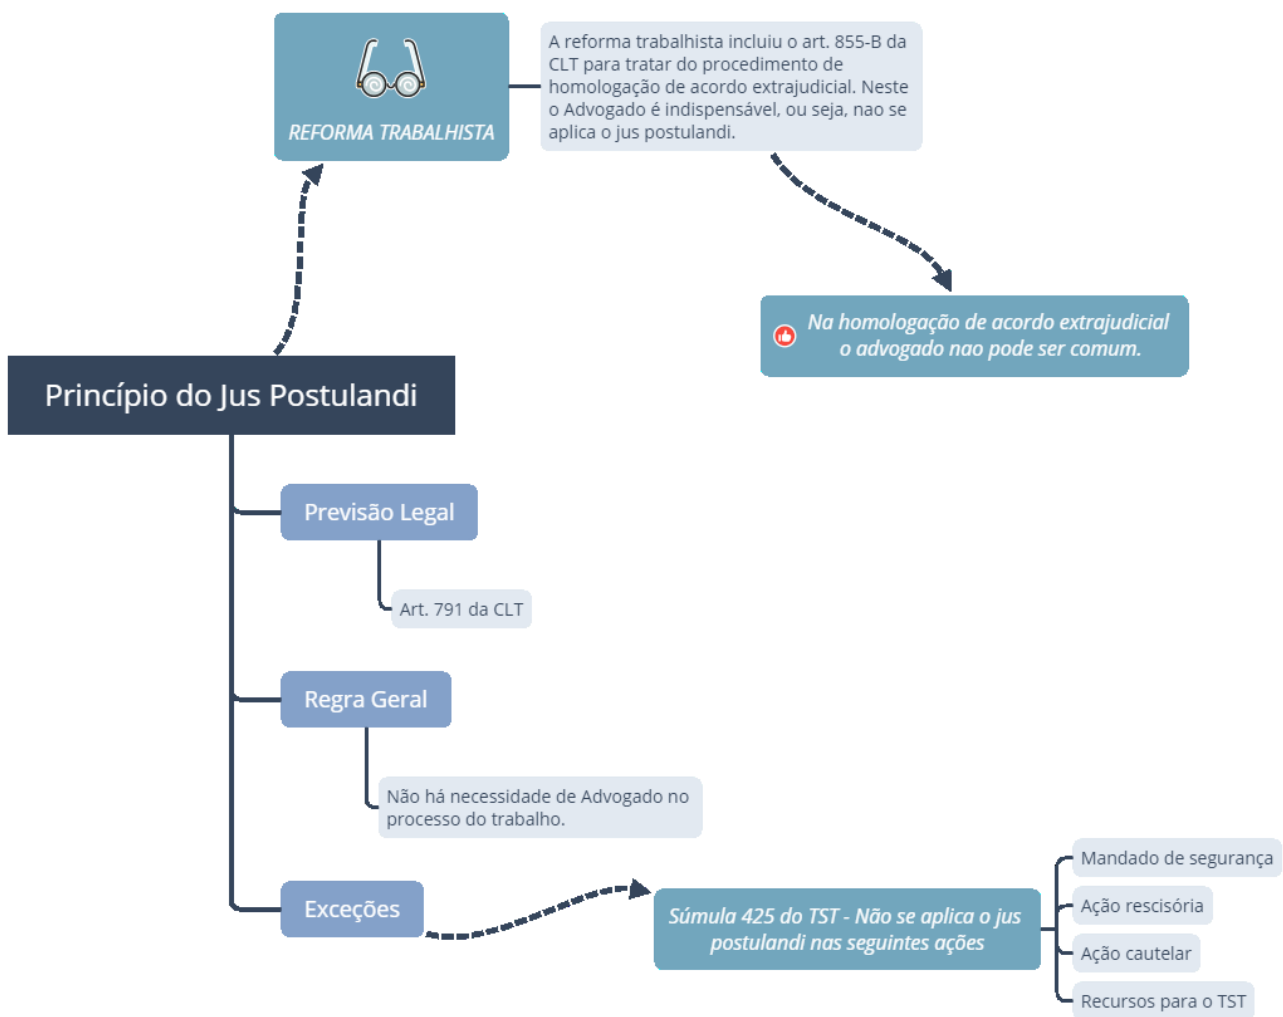 REFORMA TRABALHISTA
A reforma trabalhista incluiu o art. 855-B da
CLT para tratar do procedimento de
homologação de acordo extrajudicial. Neste
o Advogado é indispensável, ou seja, nao se
aplica o jus postulandi.
Na homologação de acordo extrajudicial
o advogado nao pode ser comum.
Princípio do Jus Postulandi
Previsão Legal
Art. 791 da CLT
Regra Geral
Não há necessidade de Advogado no
processo do trabalho.
Exceções
Súmula 425 do TST - Não se aplica o jus
postulandi nas seguintes ações
Mandado de segurança
Ação rescisória
Ação cautelar
Recursos para o TST